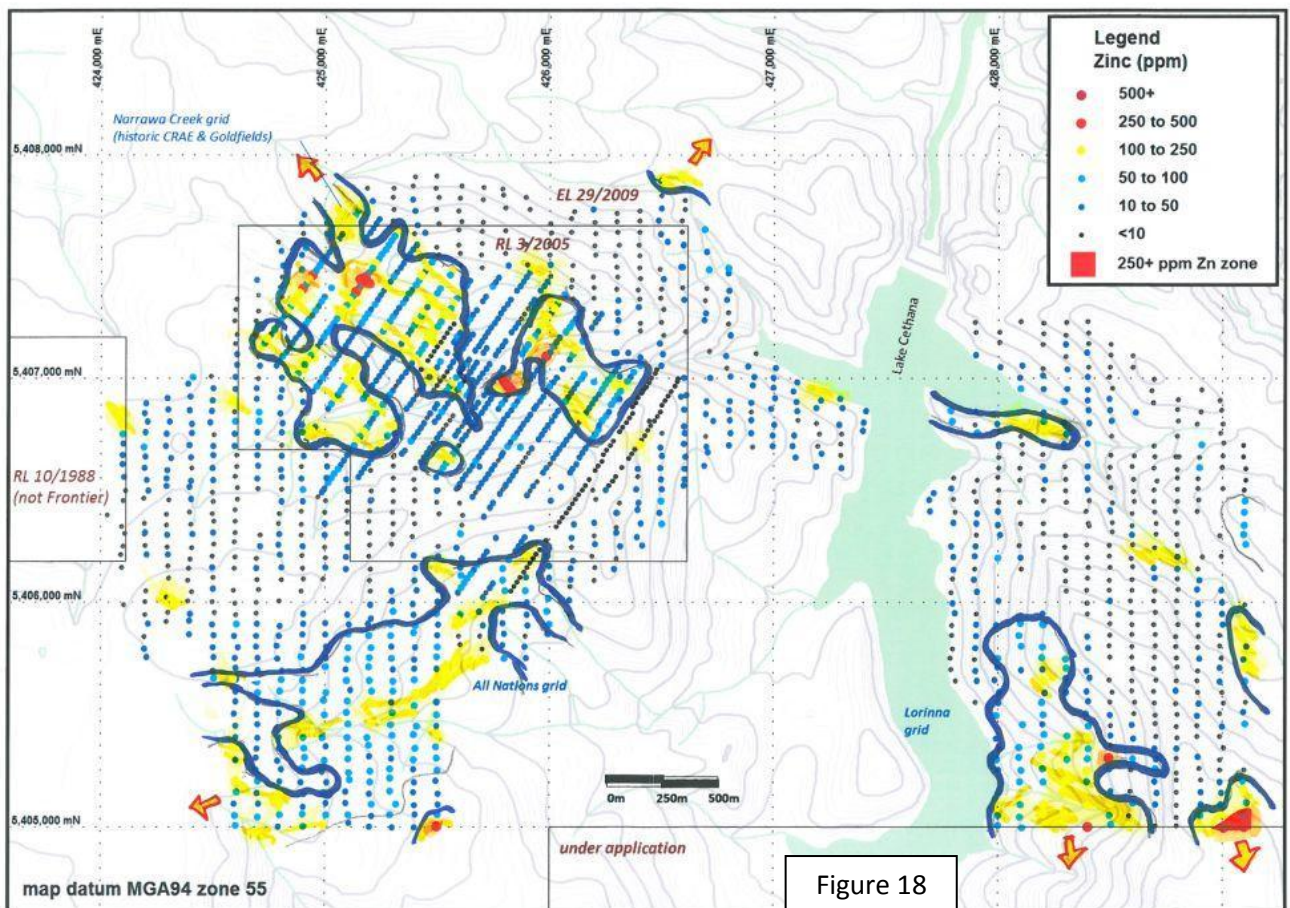 424,000 mE
425,000 mE
426,000 mE
427,000 mE
428,000 mE
Legend
Zinc (ppm)
500+
250 to 500
100 to 250
50 to 100
10 to 50
<10
250+ ppm Zn zone
Narrawa Creek grid
(historic CRAE & Goldfields)
5,408,000 mN
EL 29/2009
RL 3/2005
Lake Cethana
5,407,000 mN
RL 10/1988
(not Frontier)
5,406,000 mN
All Nations grid
Lorinna
grid
0m 250m 500m
5,405,000 mN
under application
map datum MGA94 zone 55
Figure 18